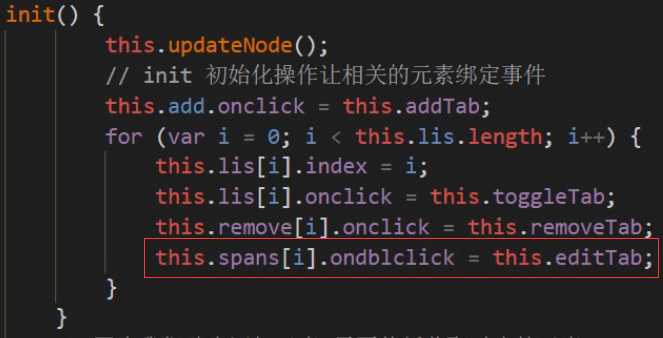 init() {
this.updateNode();
// init 初始化操作让相关的元素绑定事件
this.add.onclick = this.addTab;
for (var i = 0; i < this.lis.length; i++) {
this.lis[i].index = i;
this.lis[i].onclick = this.toggleTab;
this.remove[i].onclick = this.removeTab;
this.spans[i].ondblclick = this.editTab;
}
}